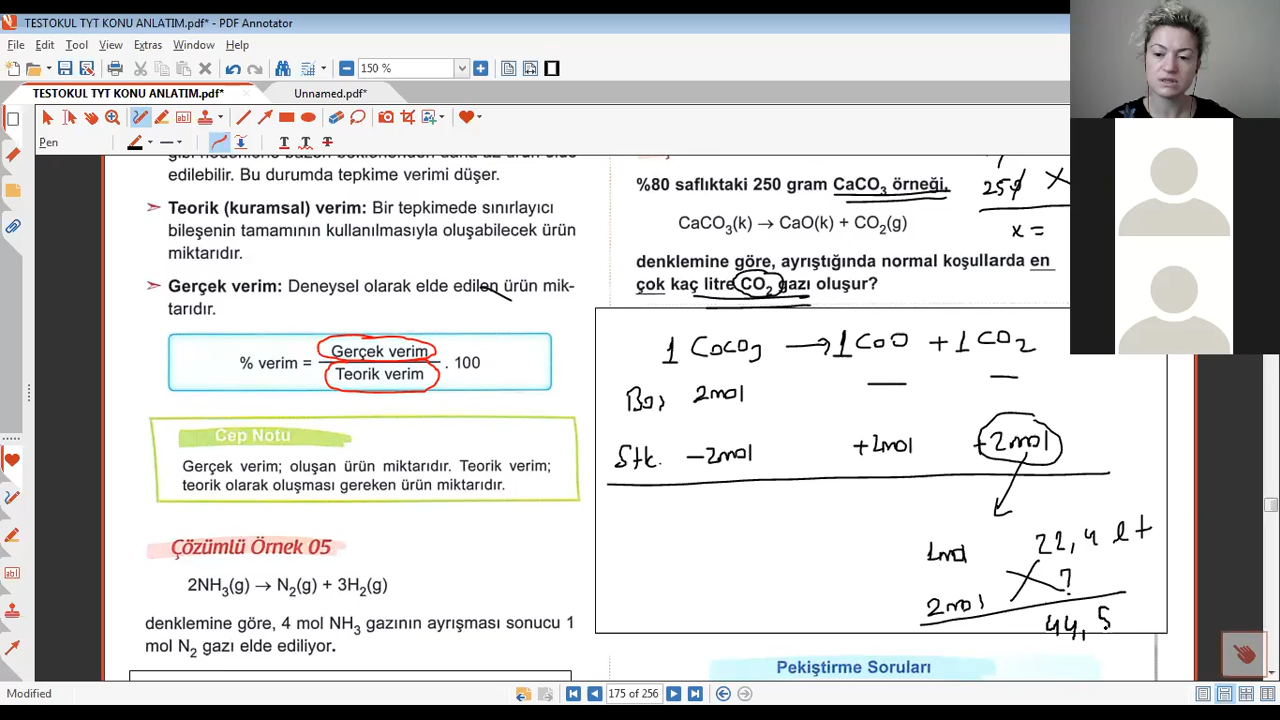 TESTOKUL TYT KONU ANLATIM.pdf* - PDF Annotator
File Edit Tool View Extras Window Help
150 %
TESTOKUL TYT KONU ANLATIM.pdf* Unnamed.pdf*
Pen
edilebilir. Bu durumda tepkime verimi düşer.
➤ Teorik (kuramsal) verim: Bir tepkimede sınırlayıcı
bileşenin tamamının kullanılmasıyla oluşabilecek ürün
miktarıdır.
➤ Gerçek verim: Deneysel olarak elde edilen ürün mik-
tarıdır.
% verim = Gerçek verim / Teorik verim . 100
Cep Notu
Gerçek verim; oluşan ürün miktarıdır. Teorik verim;
teorik olarak oluşması gereken ürün miktarıdır.
Çözümlü Örnek 05
2NH₃(g) → N₂(g) + 3H₂(g)
denklemine göre, 4 mol NH₃ gazının ayrışması sonucu 1
mol N₂ gazı elde ediliyor.
%80 saflıktaki 250 gram CaCO₃ örneği,
CaCO₃(k) → CaO(k) + CO₂(g)
denklemine göre, ayrıştığında normal koşullarda en
çok kaç litre CO₂ gazı oluşur?
250
x =
1 CaCO₃ → 1 CaO + 1 CO₂
Baş 2mol — —
Stk. -2mol +2mol +2mol
1mol 22,4 lt
2mol ?
44,5
Pekiştirme Soruları
Modified
175 of 256